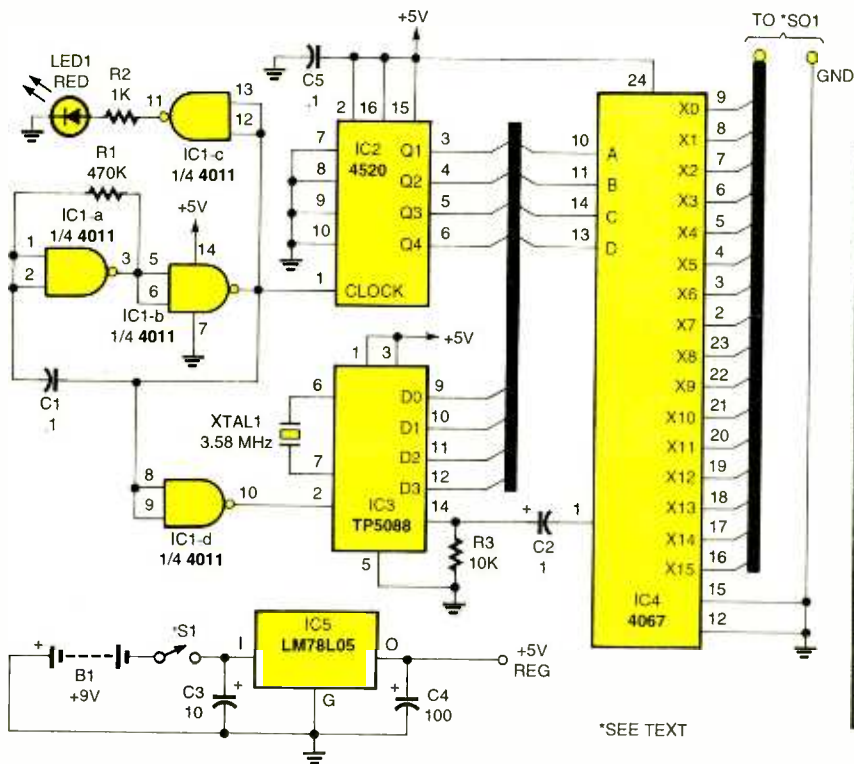 +5V
TO *SO1
GND
LED1
RED
R2
1K
11
13
12
IC1-c
1/4 4011
C5
.1
2
16
15
24
R1
470K
IC1-a
1/4 4011
1
2
3
+5V
14
5
6
7
IC1-b
1/4 4011
C1
.1
7
8
9
10
1
IC2
4520
Q1
Q2
Q3
Q4
CLOCK
3
4
5
6
10
11
14
13
A
B
C
D
X0
9
X1
8
X2
7
X3
6
X4
5
X5
4
X6
3
X7
2
X8
23
X9
22
X10
21
X11
20
X12
19
X13
18
X14
17
X15
16
15
12
IC4
4067
1
1
3
+5V
XTAL1
3.58 MHz
6
7
2
D0
D1
D2
D3
9
10
11
12
14
IC3
TP5088
5
R3
10K
+
C2
1
8
9
10
IC1-d
1/4 4011
+
B1
+9V
*S1
I
IC5
LM78L05
O
G
+
C3
10
+
C4
100
+5V
REG
*SEE TEXT